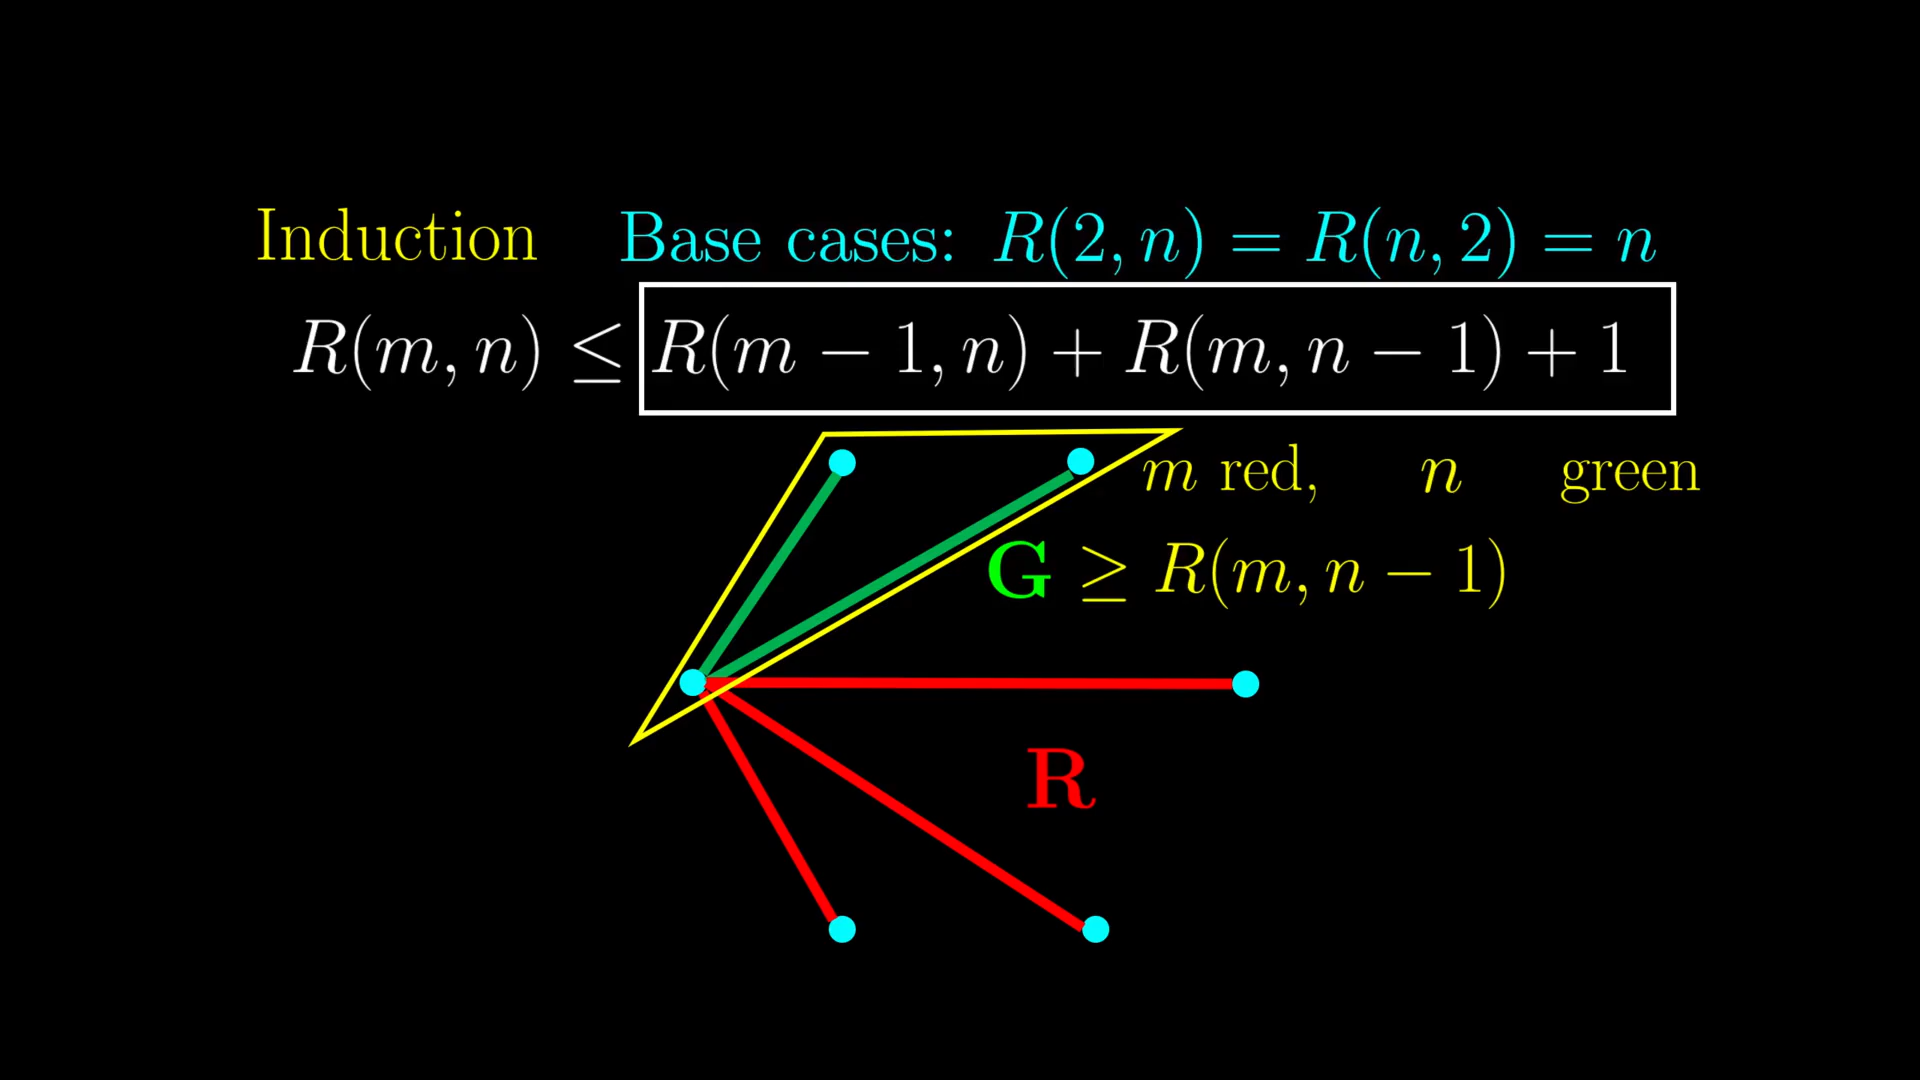 Induction Base cases: R(2, n) = R(n, 2) = n
R(m, n) ≤ R(m − 1, n) + R(m, n − 1) + 1
m red, n green
G ≥ R(m, n − 1)
R